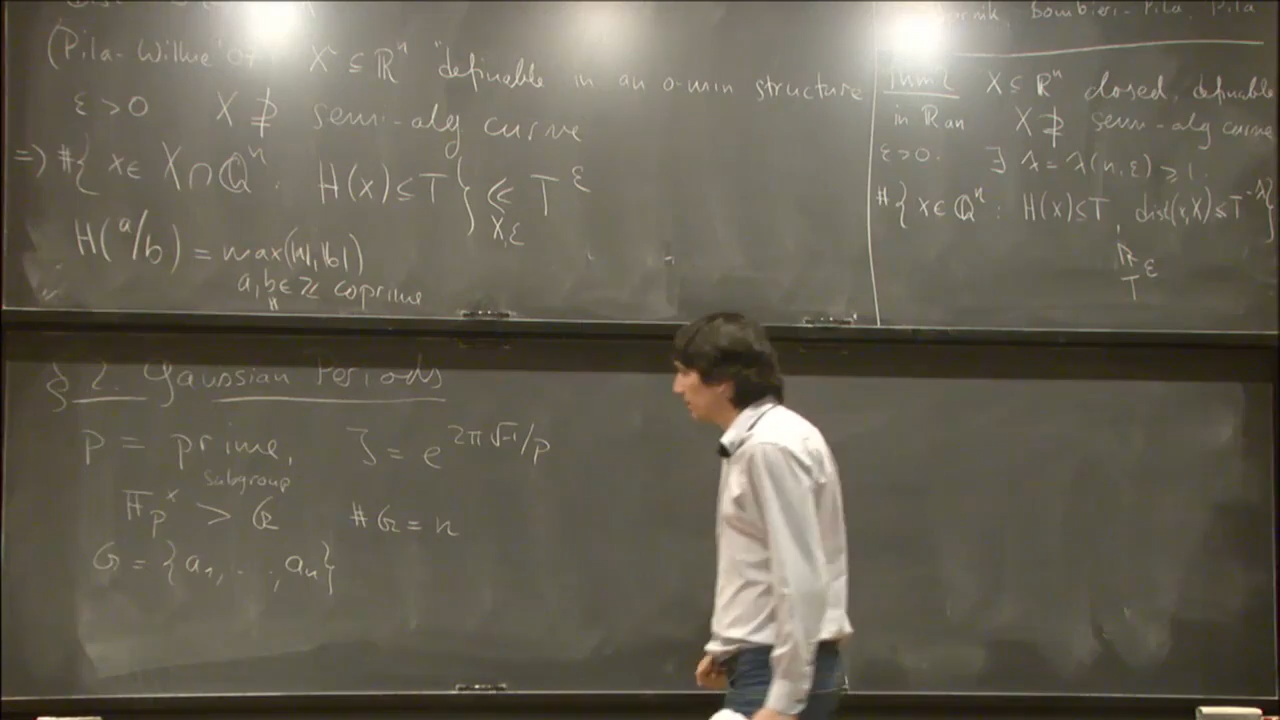 (Pila-Wilkie '07 X ⊆ ℝⁿ "definable in an o-min structure
ε > 0 X ⊉ semi-alg curve
=> #{ x ∈ X ∩ ℚⁿ : H(x) ≤ T } ≪ T^ε
X,ε
H(a/b) = max(|a|, |b|)
a, b ∈ ℤ coprime
Bombieri-Pila, Pila
Thm 2 X ⊆ ℝⁿ closed, definable
in ℝ an X ⊉ semi-alg curve
ε > 0. ∃ λ = λ(n, ε) ≥ 1.
#{ x ∈ ℚⁿ : H(x) ≤ T, dist(x, X) ≤ T^-λ }
T^ε
§ 2. Gaussian Periods
p = prime, ζ = e^{2π√-1/p}
subgroup
𝔽_p^× > G #G = n
G = {a₁, ..., aₙ}